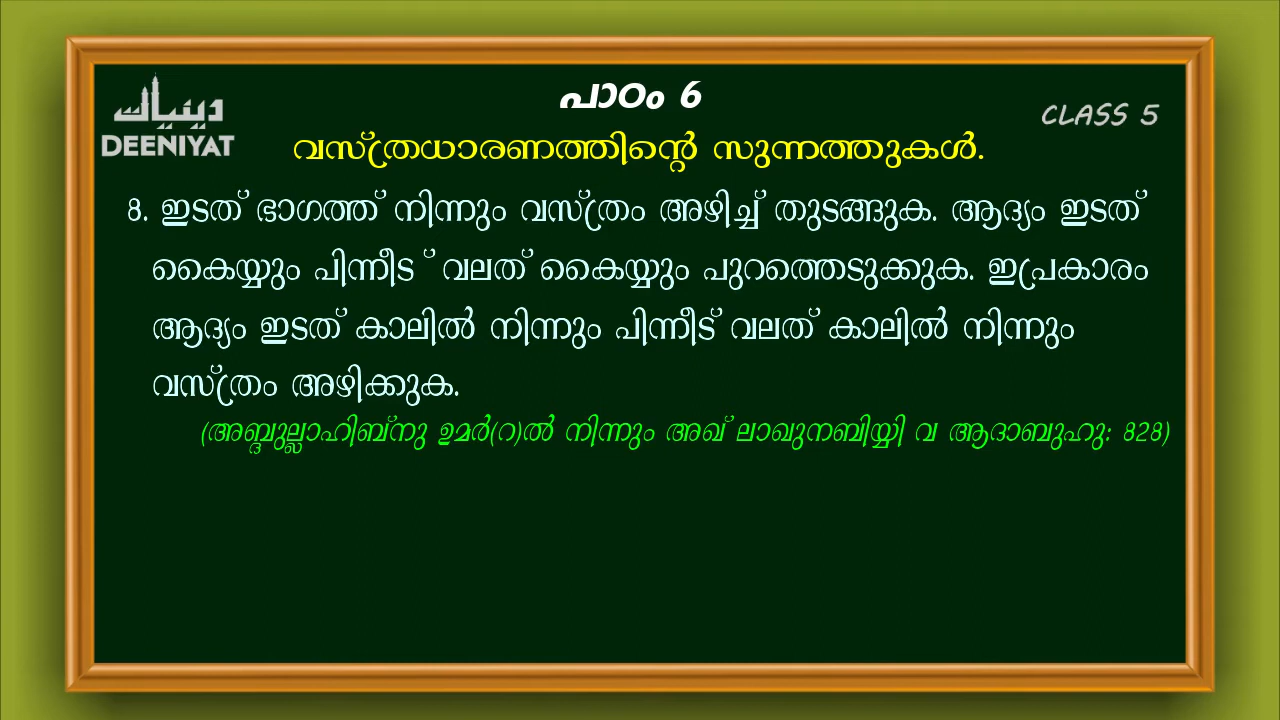 دینیات
DEENIYAT
പാഠം 6
CLASS 5
വസ്ത്രധാരണത്തിന്റെ സുന്നത്തുകൾ.
8. ഇടത് ഭാഗത്ത് നിന്നും വസ്ത്രം അഴിച്ച് തുടങ്ങുക. ആദ്യം ഇടത്
കൈയ്യും പിന്നീട ് വലത് കൈയ്യും പുറത്തെടുക്കുക. ഇപ്രകാരം
ആദ്യം ഇടത് കാലിൽ നിന്നും പിന്നീട് വലത് കാലിൽ നിന്നും
വസ്ത്രം അഴിക്കുക.
(അബ്ദുല്ലാഹിബ്നു ഉമർ(റ)ൽ നിന്നും അഖ് ലാഖുനബിയ്യി വ ആദാബുഹു: 828)